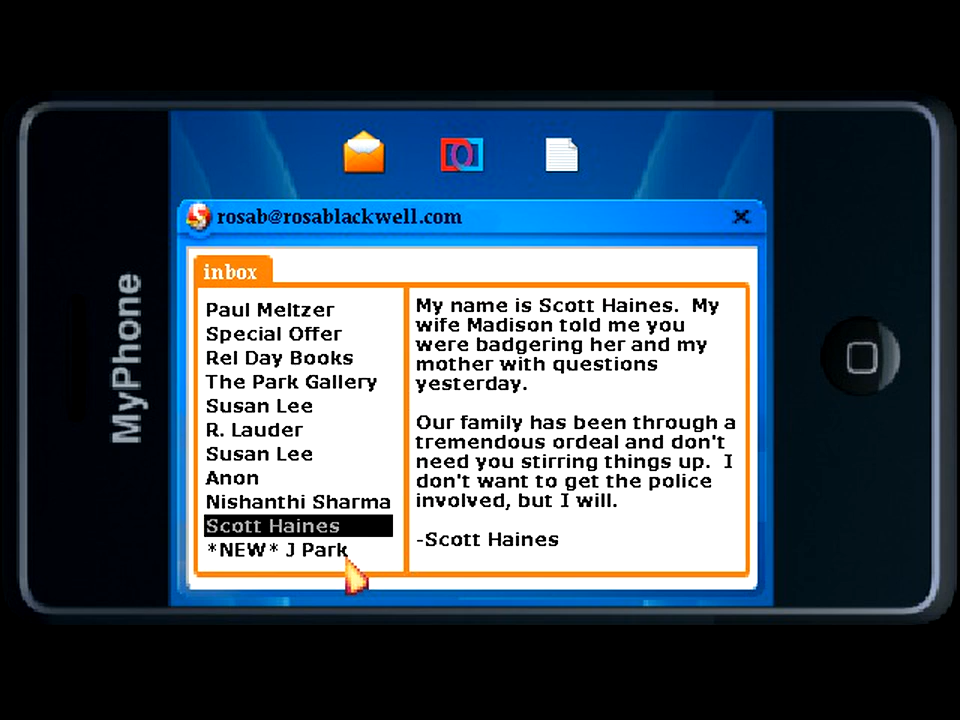 MyPhone
rosab@rosablackwell.com
inbox
Paul Meltzer
Special Offer
Rel Day Books
The Park Gallery
Susan Lee
R. Lauder
Susan Lee
Anon
Nishanthi Sharma
Scott Haines
*NEW* J Park
My name is Scott Haines. My
wife Madison told me you
were badgering her and my
mother with questions
yesterday.
Our family has been through a
tremendous ordeal and don't
need you stirring things up. I
don't want to get the police
involved, but I will.
-Scott Haines